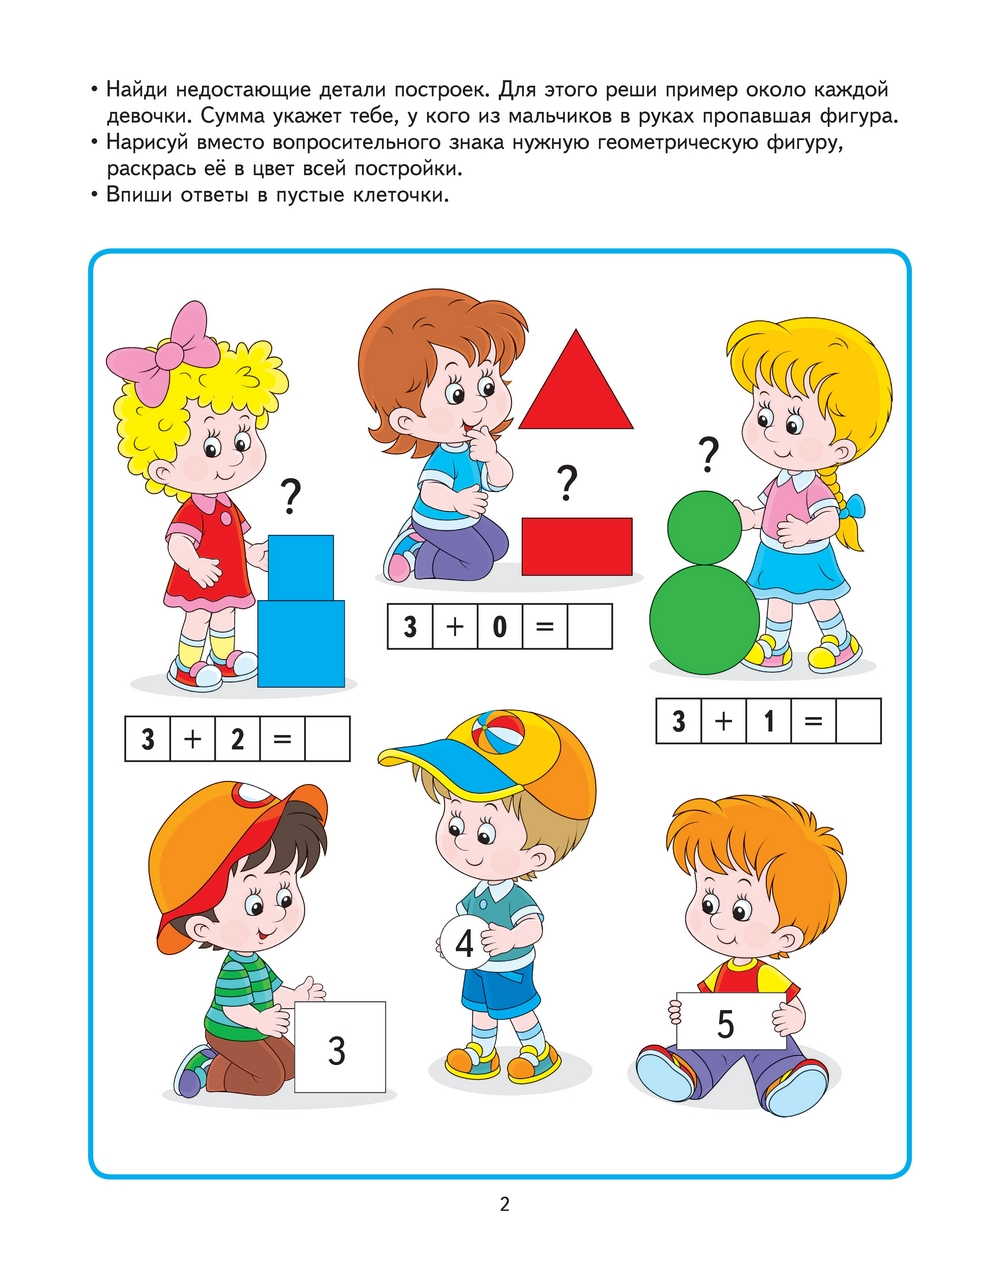 • Найди недостающие детали построек. Для этого реши пример около каждой
девочки. Сумма укажет тебе, у кого из мальчиков в руках пропавшая фигура.
• Нарисуй вместо вопросительного знака нужную геометрическую фигуру,
раскрась её в цвет всей постройки.
• Впиши ответы в пустые клеточки.
?
?
?
3 + 0 =
3 + 2 =
3 + 1 =
3
4
5
2